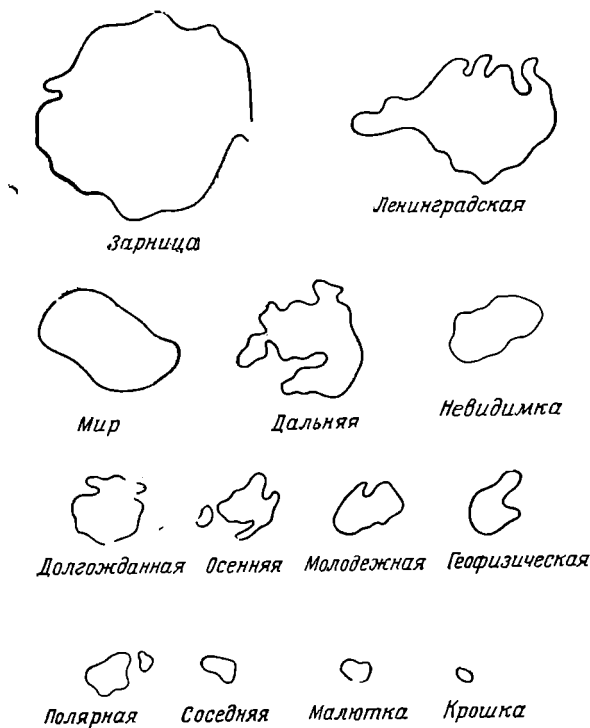 Зарница
Ленинградская
Мир
Дальняя
Невидимка
Долгожданная Осенняя Молодежная Геофизическая
Полярная Соседняя Малютка Крошка